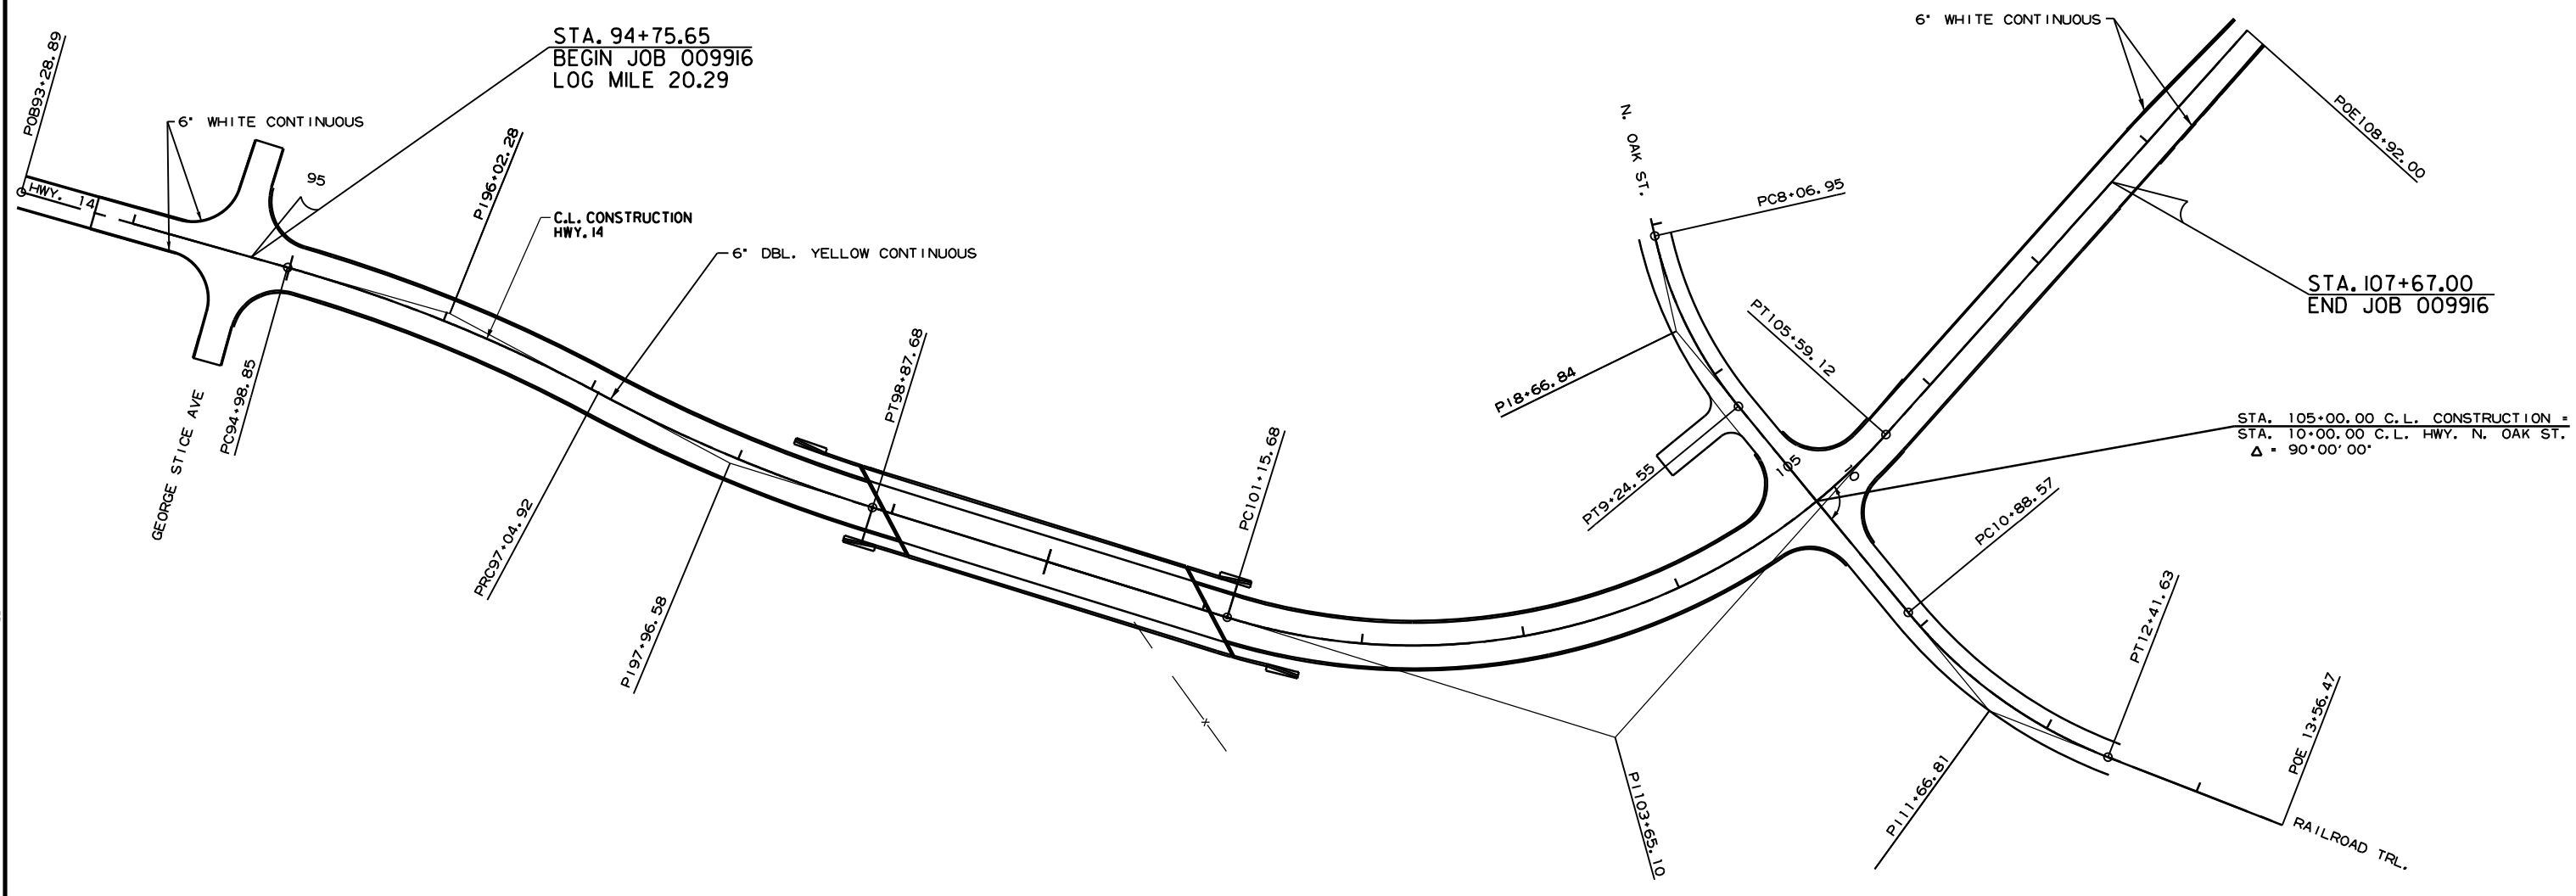 POB93+28.89
STA. 94+75.65
BEGIN JOB 009916
LOG MILE 20.29
6" WHITE CONTINUOUS
HWY. 14
95
PI96+02.28
C.L. CONSTRUCTION
HWY. 14
6" DBL. YELLOW CONTINUOUS
GEORGE STICE AVE
PC94+98.85
PRC97+04.92
PI97+96.58
PT98+87.68
PC101+15.68
6" WHITE CONTINUOUS
POE108+92.00
N. OAK ST.
PC8+06.95
PT105+59.12
STA. 107+67.00
END JOB 009916
PI8+66.84
PT9+24.55
105
10
STA. 105+00.00 C.L. CONSTRUCTION =
STA. 10+00.00 C.L. HWY. N. OAK ST.
Δ = 90°00'00"
PC10+88.57
PT12+41.63
PI103+65.10
PI11+66.81
POE 13+56.47
RAILROAD TRL.